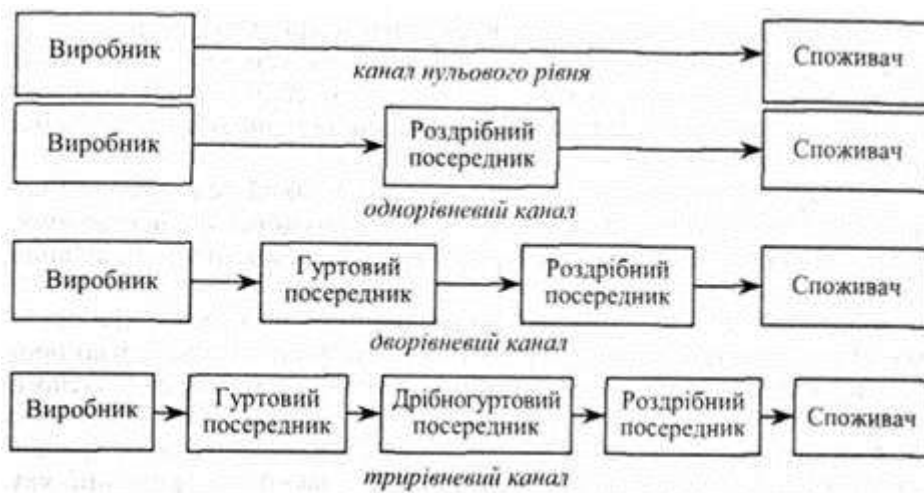 Виробник
Споживач
канал нульового рівня
Виробник
Роздрібний
посередник
Споживач
однорівневий канал
Виробник
Гуртовий
посередник
Роздрібний
посередник
Споживач
дворівневий канал
Виробник
Гуртовий
посередник
Дрібногуртовий
посередник
Роздрібний
посередник
Споживач
трирівневий канал